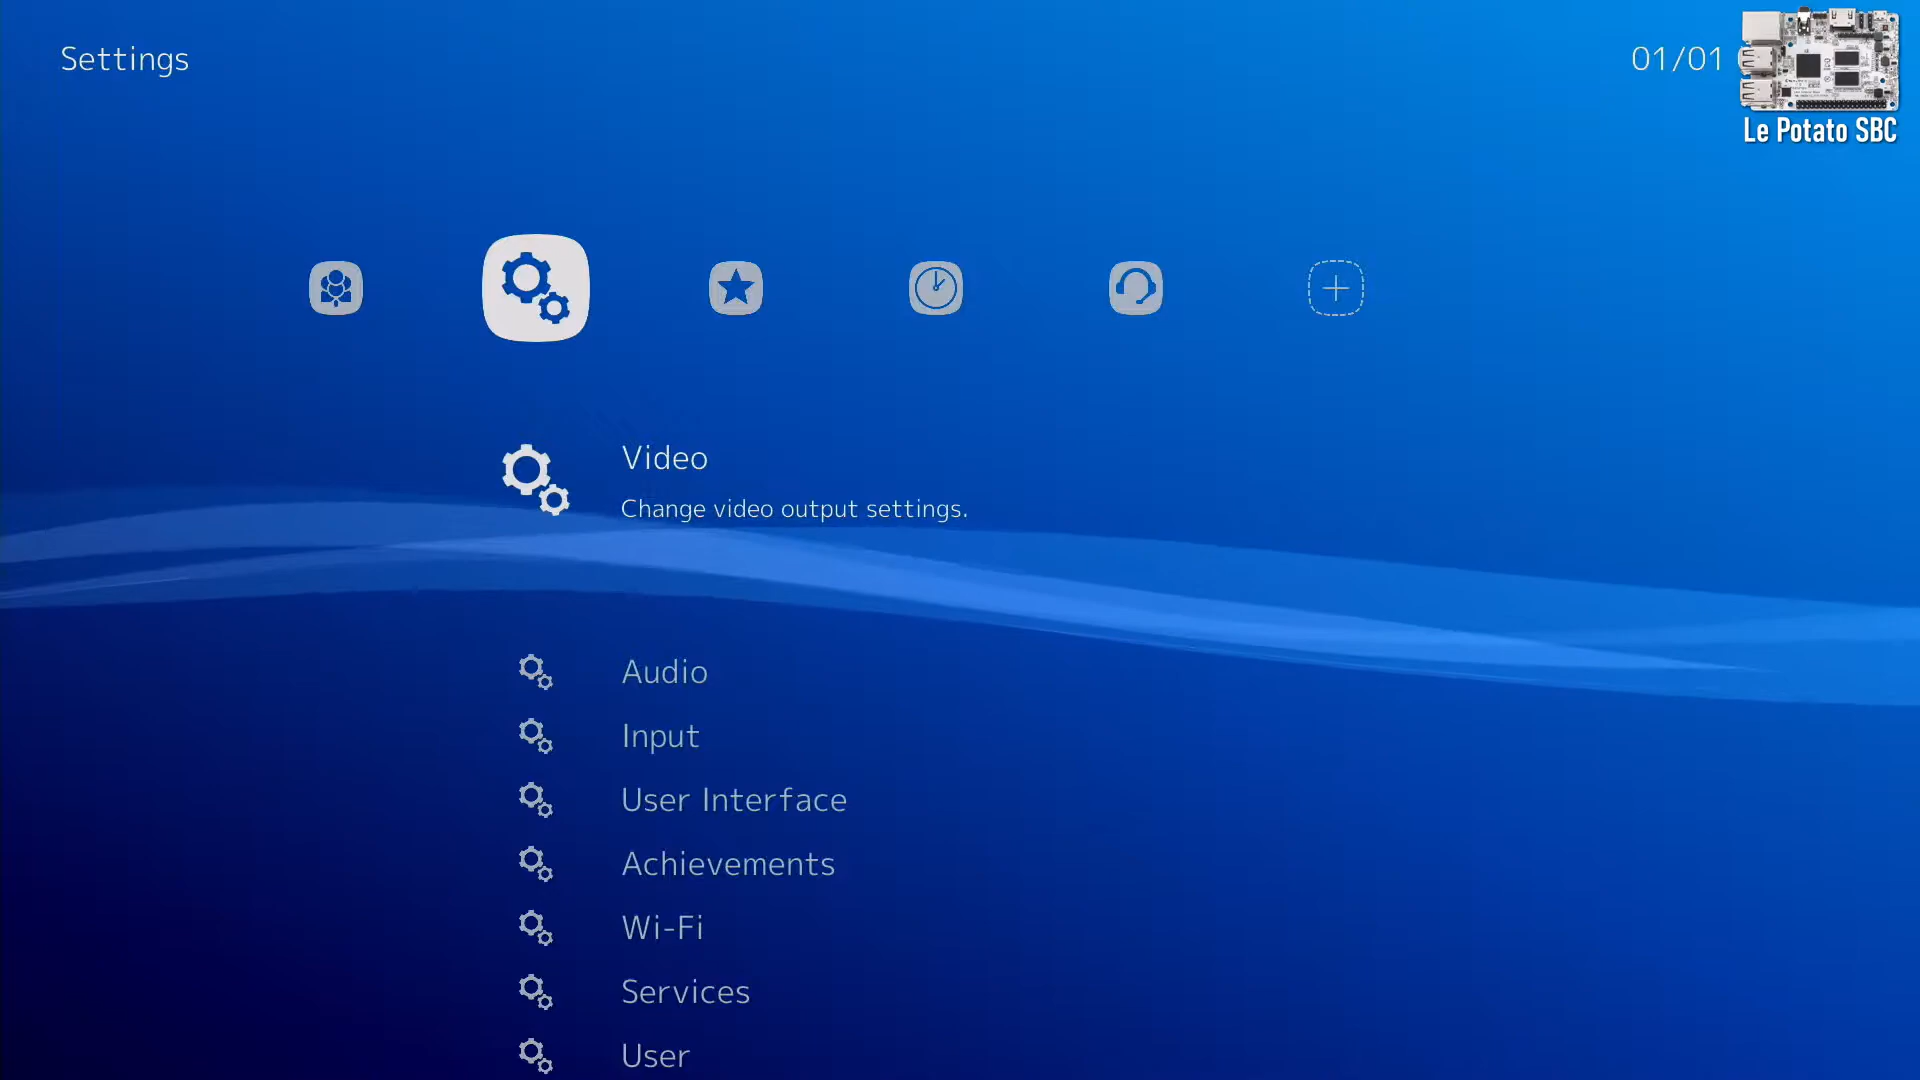 Settings
01/01
Le Potato SBC
Video
Change video output settings.
Audio
Input
User Interface
Achievements
Wi-Fi
Services
User